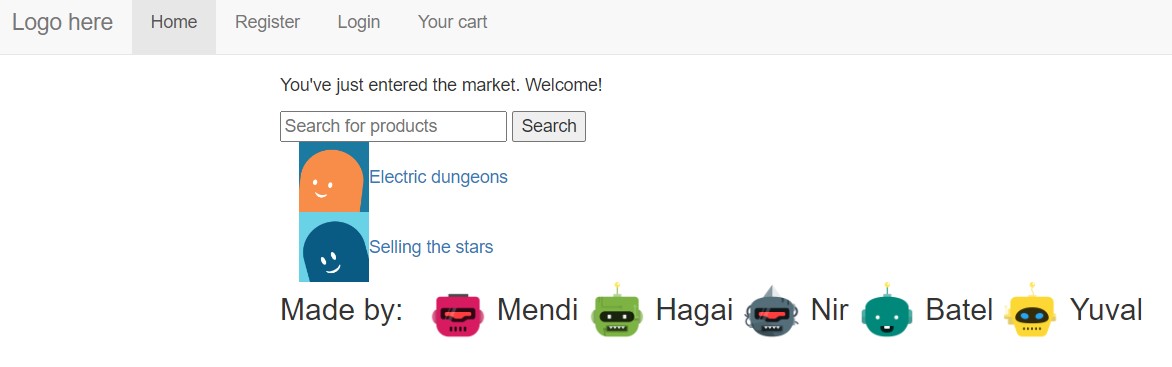 Logo here Home Register Login Your cart
You've just entered the market. Welcome!
Search for products Search
Electric dungeons
Selling the stars
Made by: Mendi Hagai Nir Batel Yuval